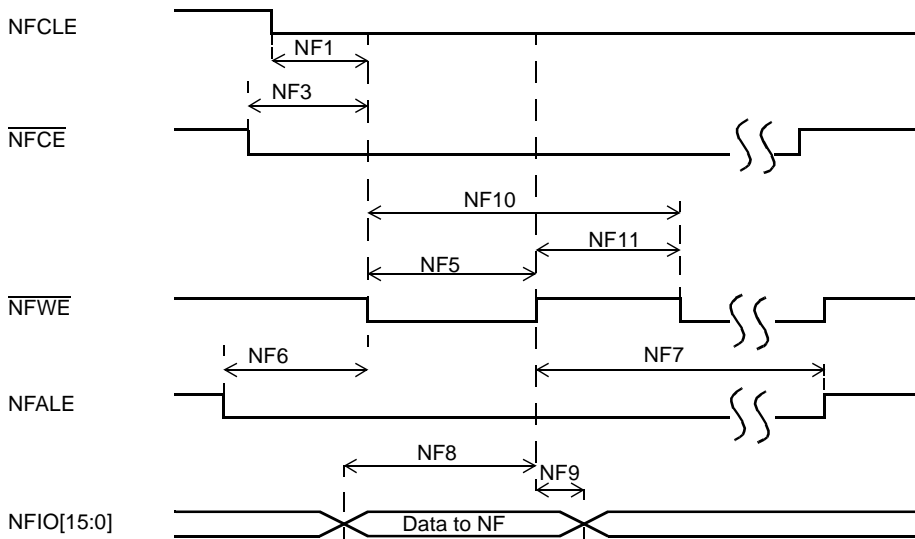 NFCLE
NF1
NF3
NFCE
NF10
NF11
NF5
NFWE
NF6
NF7
NFALE
NF8
NF9
NFIO[15:0]
Data to NF